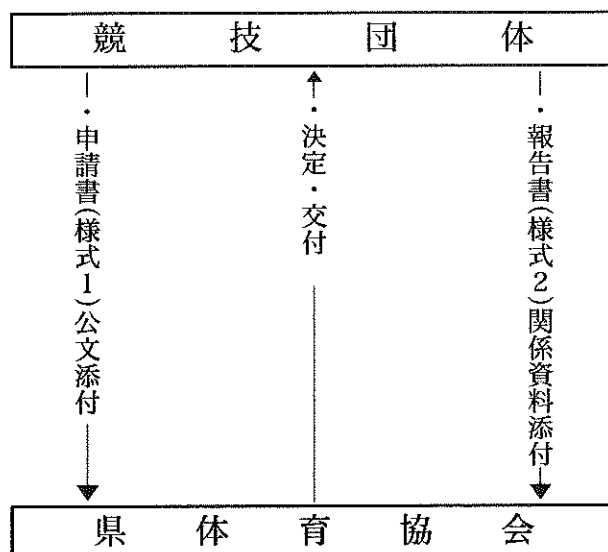 競技団体
・申請書(様式1)公文添付
・決定・交付
・報告書(様式2)関係資料添付
県体育協会